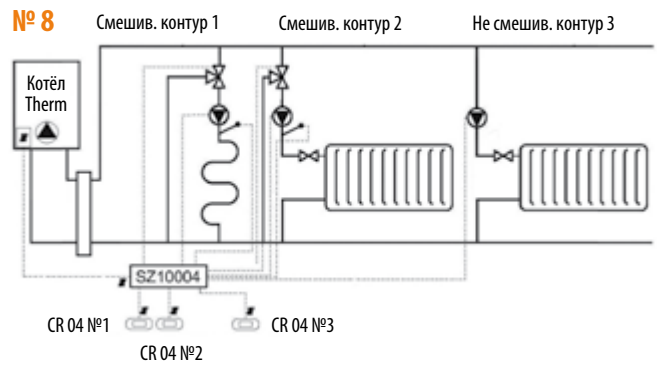 № 8
Смешив. контур 1
Смешив. контур 2
Не смешив. контур 3
Котёл
Therm
SZ10004
CR 04 №1
CR 04 №2
CR 04 №3